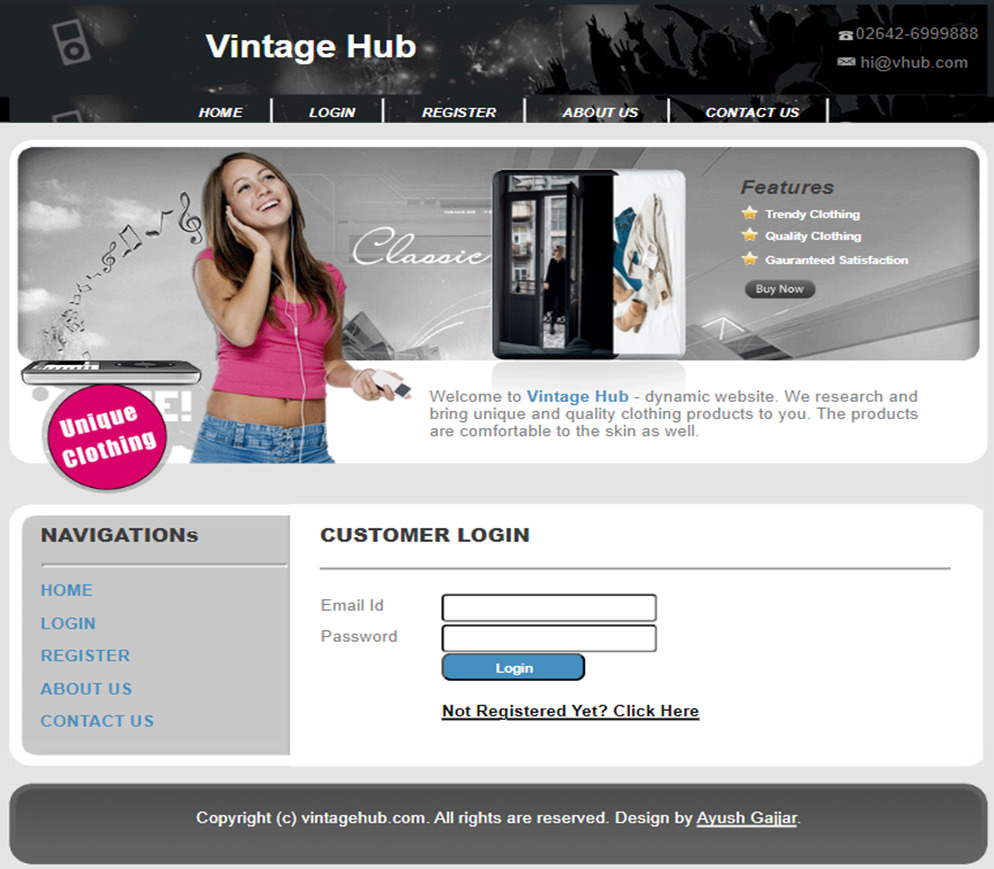 Vintage Hub
02642-6999888
hi@vhub.com
HOME
LOGIN
REGISTER
ABOUT US
CONTACT US
Classic
Features
Trendy Clothing
Quality Clothing
Gauranteed Satisfaction
Buy Now
Unique
Clothing
Welcome to Vintage Hub - dynamic website. We research and
bring unique and quality clothing products to you. The products
are comfortable to the skin as well.
NAVIGATIONs
HOME
LOGIN
REGISTER
ABOUT US
CONTACT US
CUSTOMER LOGIN
Email Id
Password
Login
Not Registered Yet? Click Here
Copyright (c) vintagehub.com. All rights are reserved. Design by Ayush Gajjar.